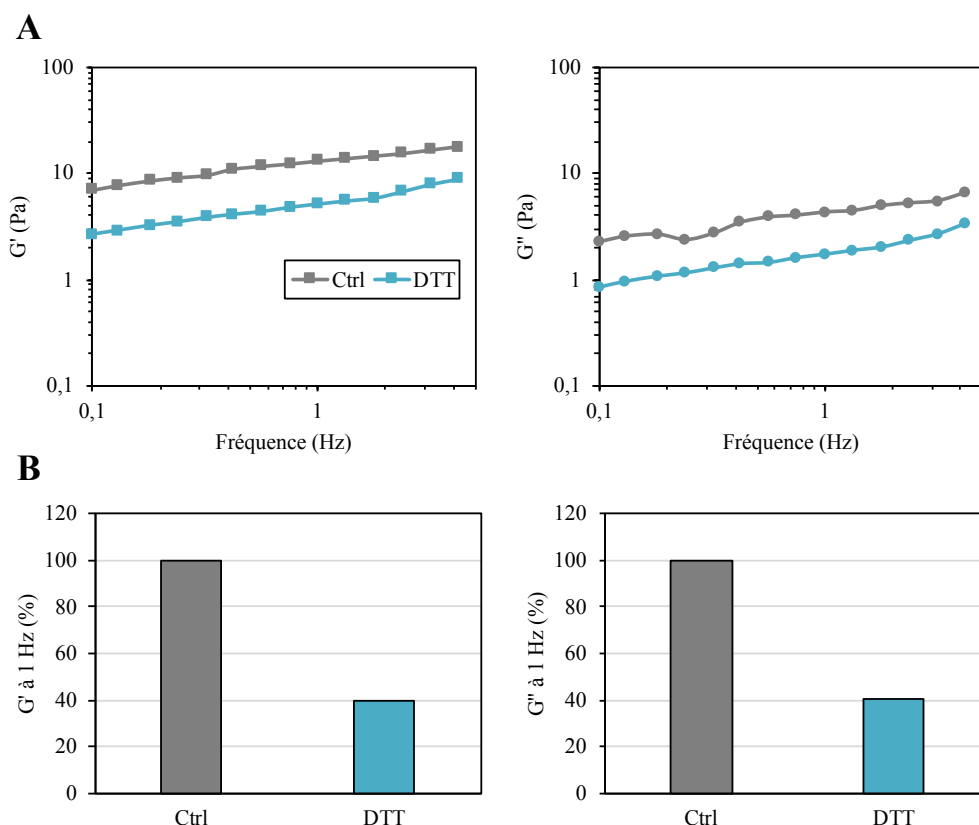 A
G' (Pa)
100
10
1
0,1
0,1
1
Fréquence (Hz)
Ctrl
DTT
G'' (Pa)
100
10
1
0,1
0,1
1
Fréquence (Hz)
B
G' à 1 Hz (%)
120
100
80
60
40
20
0
Ctrl
DTT
G'' à 1 Hz (%)
120
100
80
60
40
20
0
Ctrl
DTT